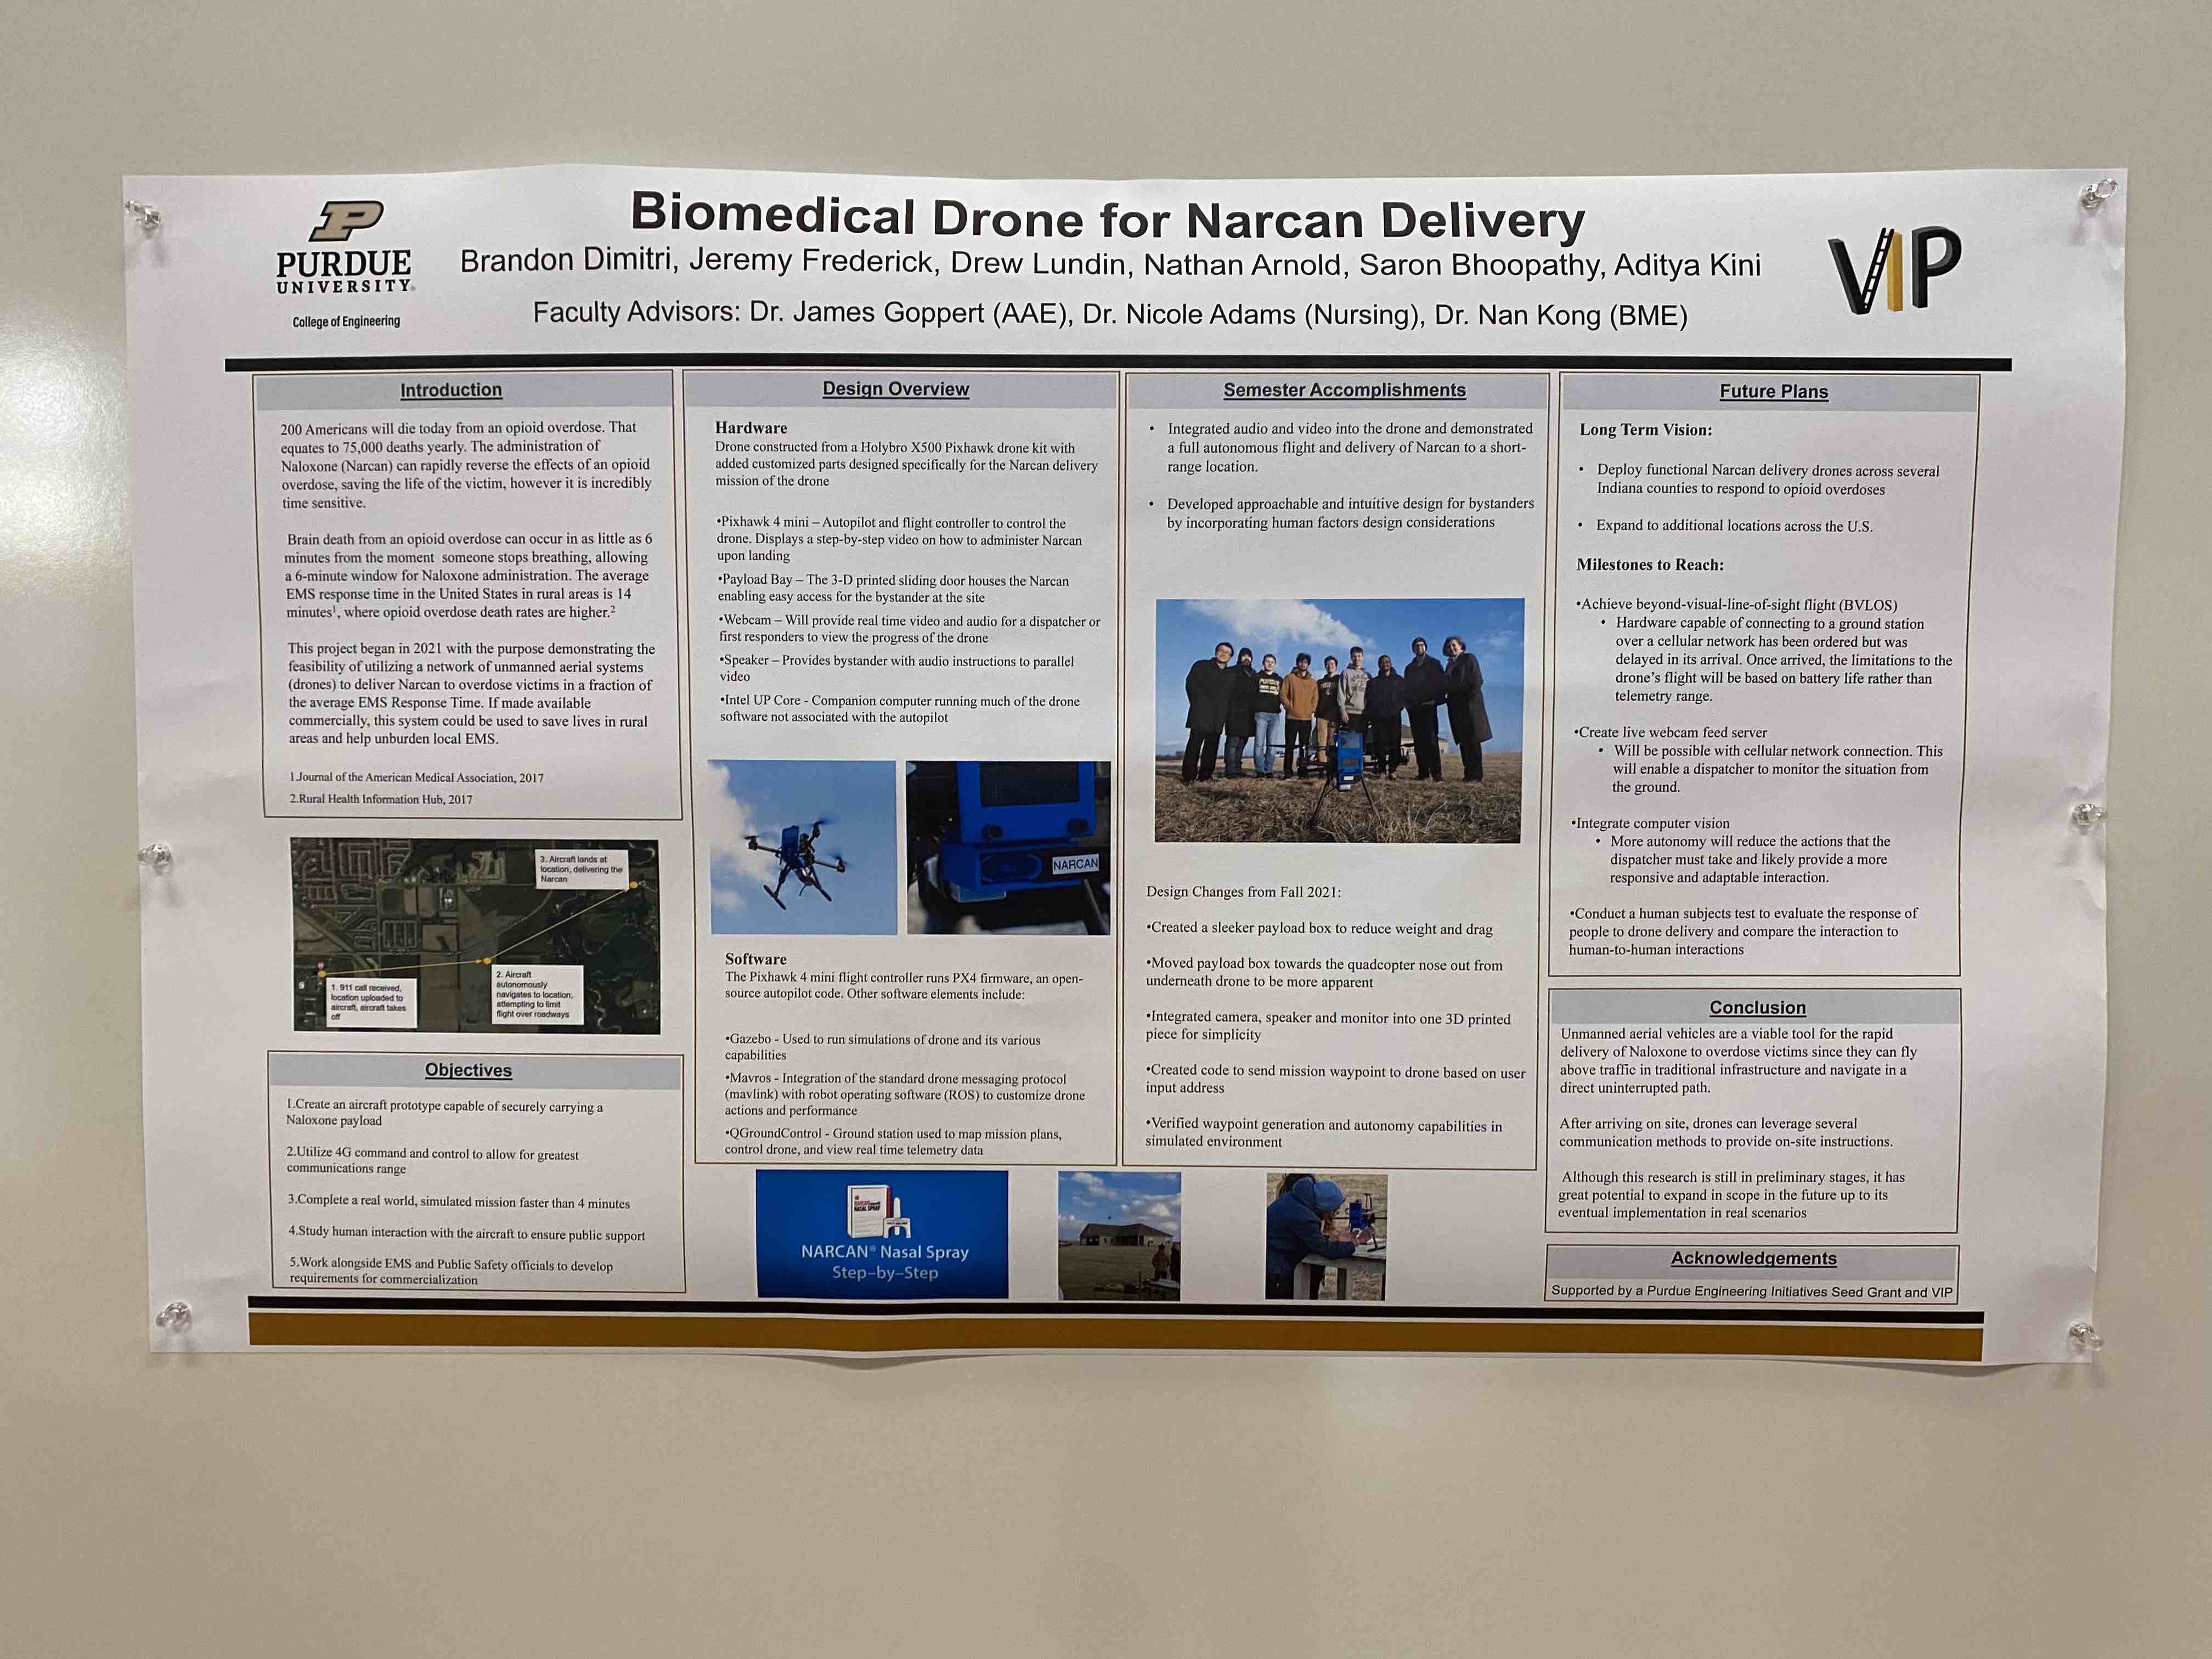 PURDUE
UNIVERSITY.
College of Engineering
Biomedical Drone for Narcan Delivery
Brandon Dimitri, Jeremy Frederick, Drew Lundin, Nathan Arnold, Saron Bhoopathy, Aditya Kini
Faculty Advisors: Dr. James Goppert (AAE), Dr. Nicole Adams (Nursing), Dr. Nan Kong (BME)
VIP
Introduction
200 Americans will die today from an opioid overdose. That
equates to 75,000 deaths yearly. The administration of
Naloxone (Narcan) can rapidly reverse the effects of an opioid
overdose, saving the life of the victim, however it is incredibly
time sensitive.
Brain death from an opioid overdose can occur in as little as 6
minutes from the moment someone stops breathing, allowing
a 6-minute window for Naloxone administration. The average
EMS response time in the United States in rural areas is 14
minutes¹, where opioid overdose death rates are higher.²
This project began in 2021 with the purpose demonstrating the
feasibility of utilizing a network of unmanned aerial systems
(drones) to deliver Narcan to overdose victims in a fraction of
the average EMS Response Time. If made available
commercially, this system could be used to save lives in rural
areas and help unburden local EMS.
1.Journal of the American Medical Association, 2017
2.Rural Health Information Hub, 2017
3. Aircraft lands at
location, delivering the
Narcan
1. 911 call received,
location uploaded to
aircraft, aircraft takes
off
2. Aircraft
autonomously
navigates to location,
attempting to limit
flight over roadways
Objectives
1.Create an aircraft prototype capable of securely carrying a
Naloxone payload
2.Utilize 4G command and control to allow for greatest
communications range
3.Complete a real world, simulated mission faster than 4 minutes
4.Study human interaction with the aircraft to ensure public support
5.Work alongside EMS and Public Safety officials to develop
requirements for commercialization
Design Overview
Hardware
Drone constructed from a Holybro X500 Pixhawk drone kit with
added customized parts designed specifically for the Narcan delivery
mission of the drone
•Pixhawk 4 mini – Autopilot and flight controller to control the
drone. Displays a step-by-step video on how to administer Narcan
upon landing
•Payload Bay – The 3-D printed sliding door houses the Narcan
enabling easy access for the bystander at the site
•Webcam – Will provide real time video and audio for a dispatcher or
first responders to view the progress of the drone
•Speaker – Provides bystander with audio instructions to parallel
video
•Intel UP Core - Companion computer running much of the drone
software not associated with the autopilot
NARCAN
Software
The Pixhawk 4 mini flight controller runs PX4 firmware, an open-
source autopilot code. Other software elements include:
•Gazebo - Used to run simulations of drone and its various
capabilities
•Mavros - Integration of the standard drone messaging protocol
(mavlink) with robot operating software (ROS) to customize drone
actions and performance
•QGroundControl - Ground station used to map mission plans,
control drone, and view real time telemetry data
NASAL SPRAY
NARCAN® Nasal Spray
Step–by–Step
Semester Accomplishments
• Integrated audio and video into the drone and demonstrated
a full autonomous flight and delivery of Narcan to a short-
range location.
• Developed approachable and intuitive design for bystanders
by incorporating human factors design considerations
Design Changes from Fall 2021:
•Created a sleeker payload box to reduce weight and drag
•Moved payload box towards the quadcopter nose out from
underneath drone to be more apparent
•Integrated camera, speaker and monitor into one 3D printed
piece for simplicity
•Created code to send mission waypoint to drone based on user
input address
•Verified waypoint generation and autonomy capabilities in
simulated environment
Future Plans
Long Term Vision:
• Deploy functional Narcan delivery drones across several
Indiana counties to respond to opioid overdoses
• Expand to additional locations across the U.S.
Milestones to Reach:
•Achieve beyond-visual-line-of-sight flight (BVLOS)
• Hardware capable of connecting to a ground station
over a cellular network has been ordered but was
delayed in its arrival. Once arrived, the limitations to the
drone's flight will be based on battery life rather than
telemetry range.
•Create live webcam feed server
• Will be possible with cellular network connection. This
will enable a dispatcher to monitor the situation from
the ground.
•Integrate computer vision
• More autonomy will reduce the actions that the
dispatcher must take and likely provide a more
responsive and adaptable interaction.
•Conduct a human subjects test to evaluate the response of
people to drone delivery and compare the interaction to
human-to-human interactions
Conclusion
Unmanned aerial vehicles are a viable tool for the rapid
delivery of Naloxone to overdose victims since they can fly
above traffic in traditional infrastructure and navigate in a
direct uninterrupted path.
After arriving on site, drones can leverage several
communication methods to provide on-site instructions.
Although this research is still in preliminary stages, it has
great potential to expand in scope in the future up to its
eventual implementation in real scenarios
Acknowledgements
Supported by a Purdue Engineering Initiatives Seed Grant and VIP